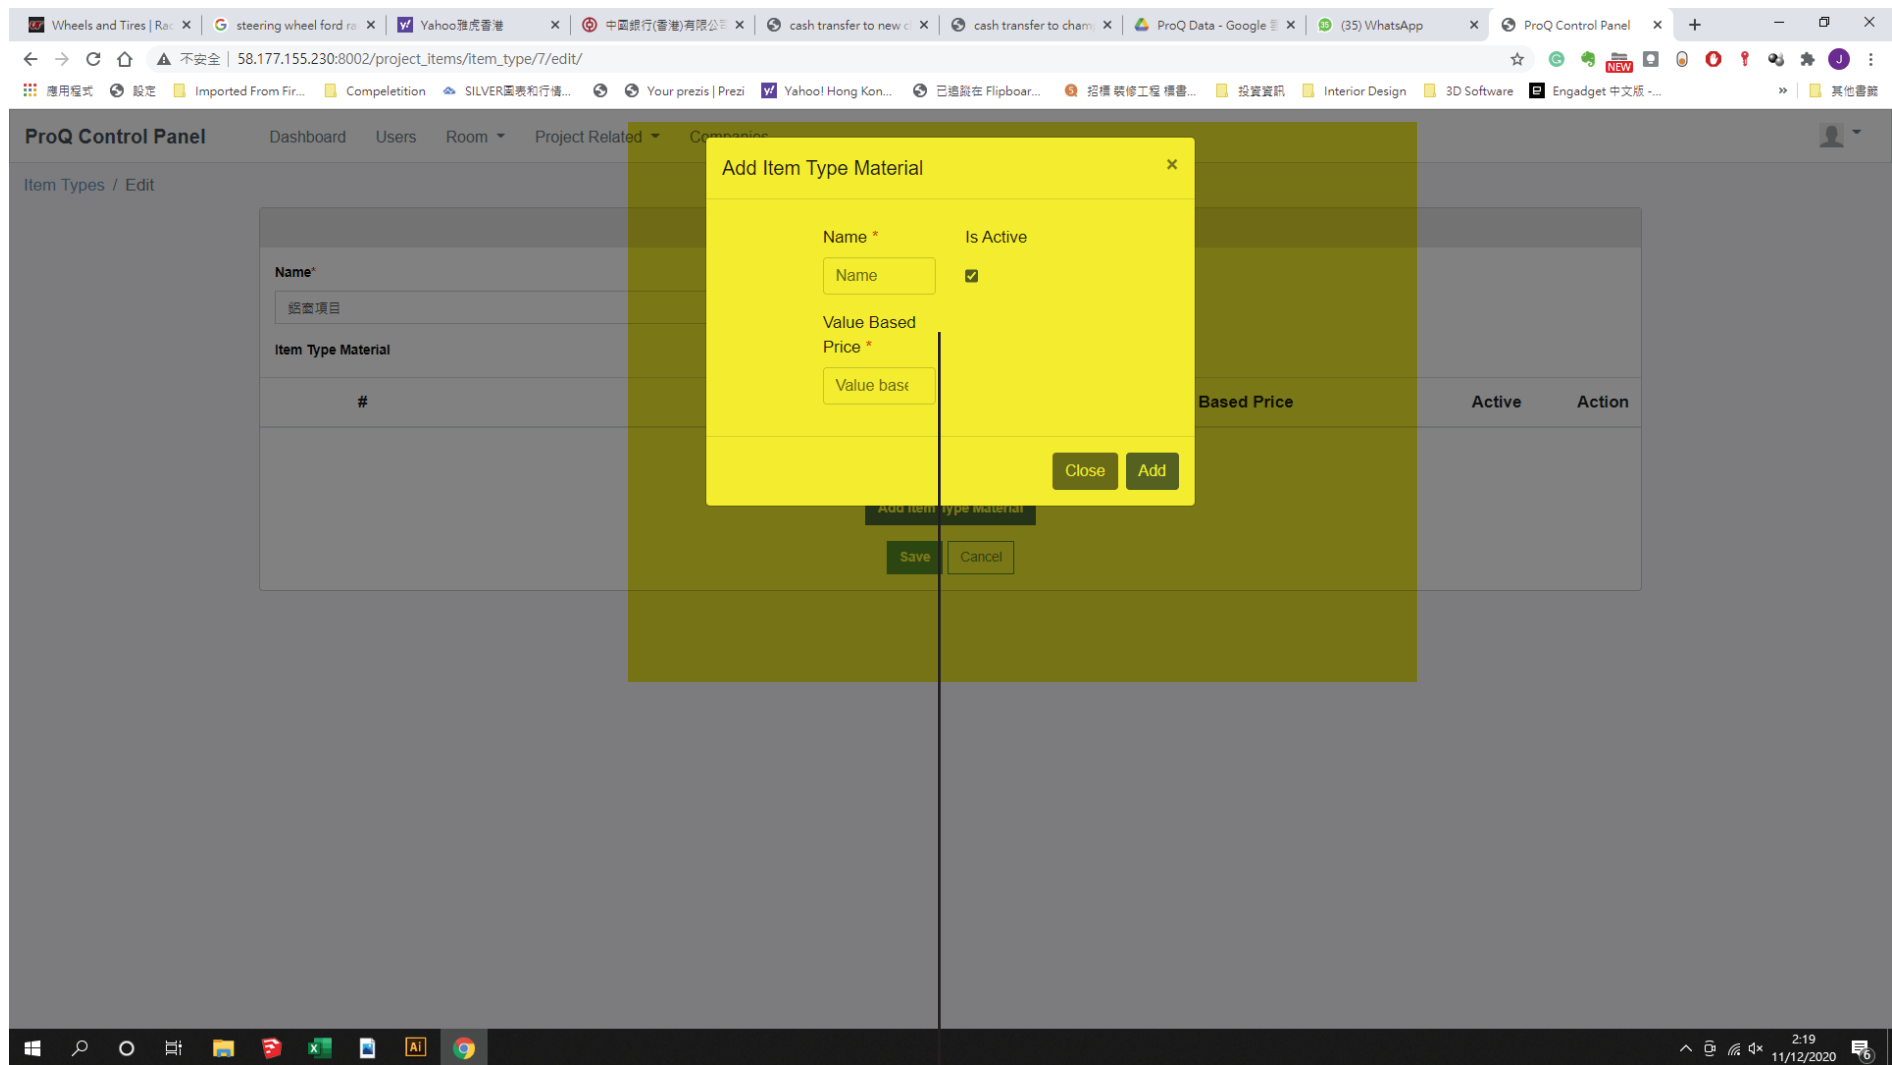 Wheels and Tires | Rac
steering wheel ford ra
Yahoo雅虎香港
中國銀行(香港)有限公司
cash transfer to new c
cash transfer to cham
ProQ Data - Google
(35) WhatsApp
ProQ Control Panel
不安全 | 58.177.155.230:8002/project_items/item_type/7/edit/
NEW
J
應用程式
設定
Imported From Fir...
Compeletition
SILVER圖表和行情...
Your prezis | Prezi
Yahoo! Hong Kon...
已追蹤在 Flipboar...
招標 裝修工程 標書...
投資資訊
Interior Design
3D Software
Engadget 中文版 -...
»
其他書籤
ProQ Control Panel
Dashboard
Users
Room
Project Related
Companies
Item Types / Edit
Add Item Type Material
×
Name *
Is Active
Name
Value Based
Price *
Value base
Close
Add
Name*
鋁窗項目
Item Type Material
#
Based Price
Active
Action
Add Item Type Material
Save
Cancel
Ai
2:19
11/12/2020
6